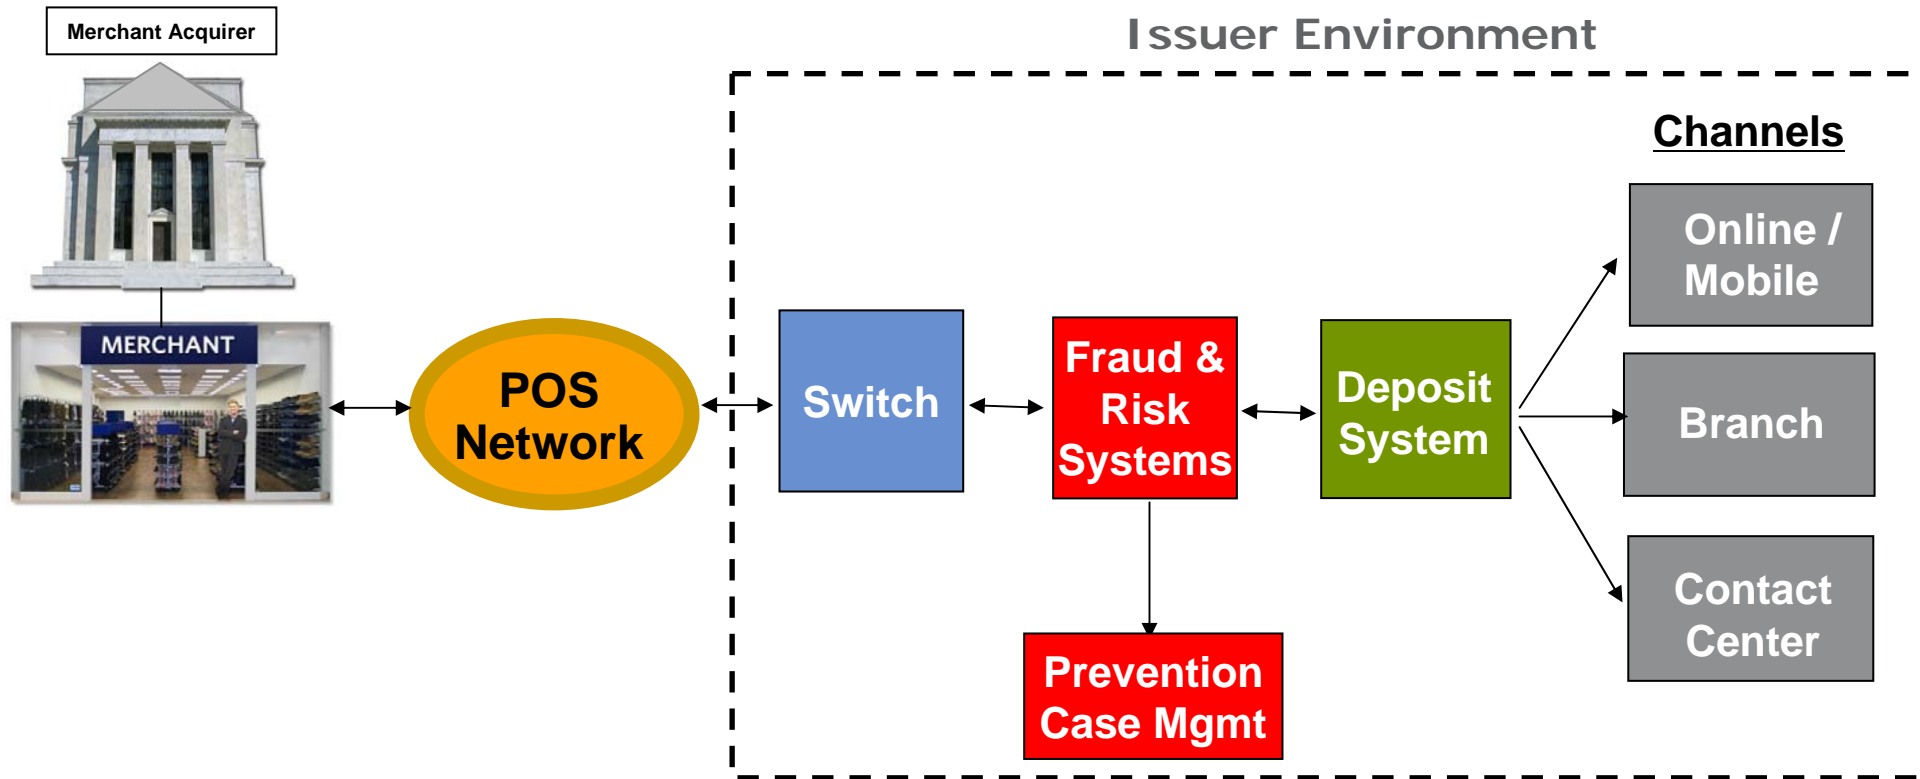 Merchant Acquirer
Issuer Environment
Channels
MERCHANT
POS
Network
Switch
Fraud &
Risk
Systems
Deposit
System
Online /
Mobile
Branch
Contact
Center
Prevention
Case Mgmt